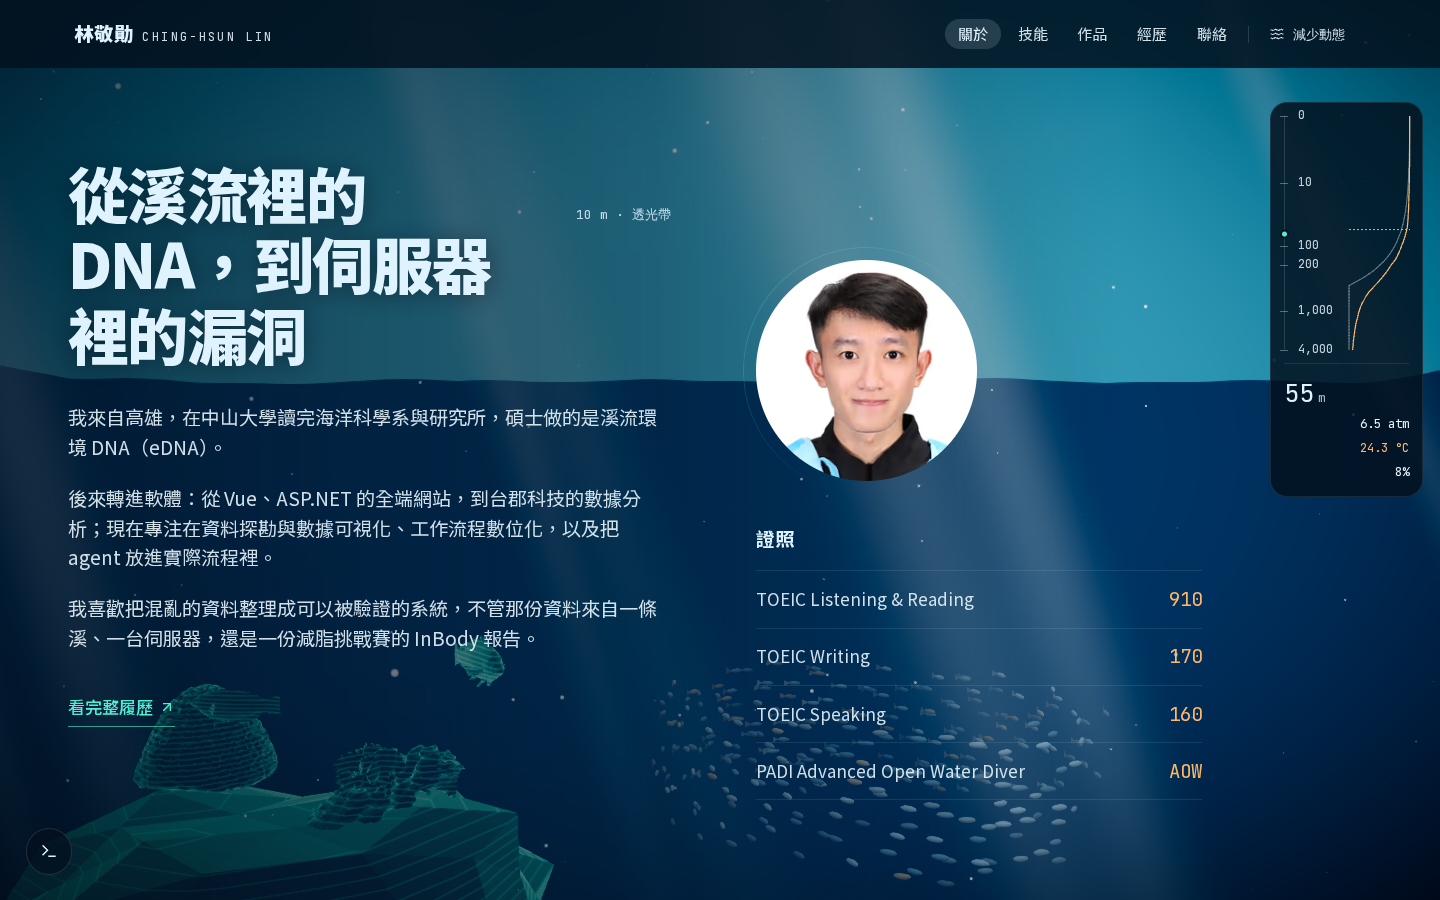 林敬勛 CHING-HSUN LIN
關於 技能 作品 經歷 聯絡 減少動態
從溪流裡的
DNA，到伺服器
裡的漏洞
10 m · 透光帶
我來自高雄，在中山大學讀完海洋科學系與研究所，碩士做的是溪流環
境 DNA（eDNA）。
後來轉進軟體：從 Vue、ASP.NET 的全端網站，到台郡科技的數據分
析；現在專注在資料探勘與數據可視化、工作流程數位化，以及把
agent 放進實際流程裡。
我喜歡把混亂的資料整理成可以被驗證的系統，不管那份資料來自一條
溪、一台伺服器，還是一份減脂挑戰賽的 InBody 報告。
看完整履歷
證照
TOEIC Listening & Reading 910
TOEIC Writing 170
TOEIC Speaking 160
PADI Advanced Open Water Diver AOW
0
10
100
200
1,000
4,000
55 m
6.5 atm
24.3 °C
8%